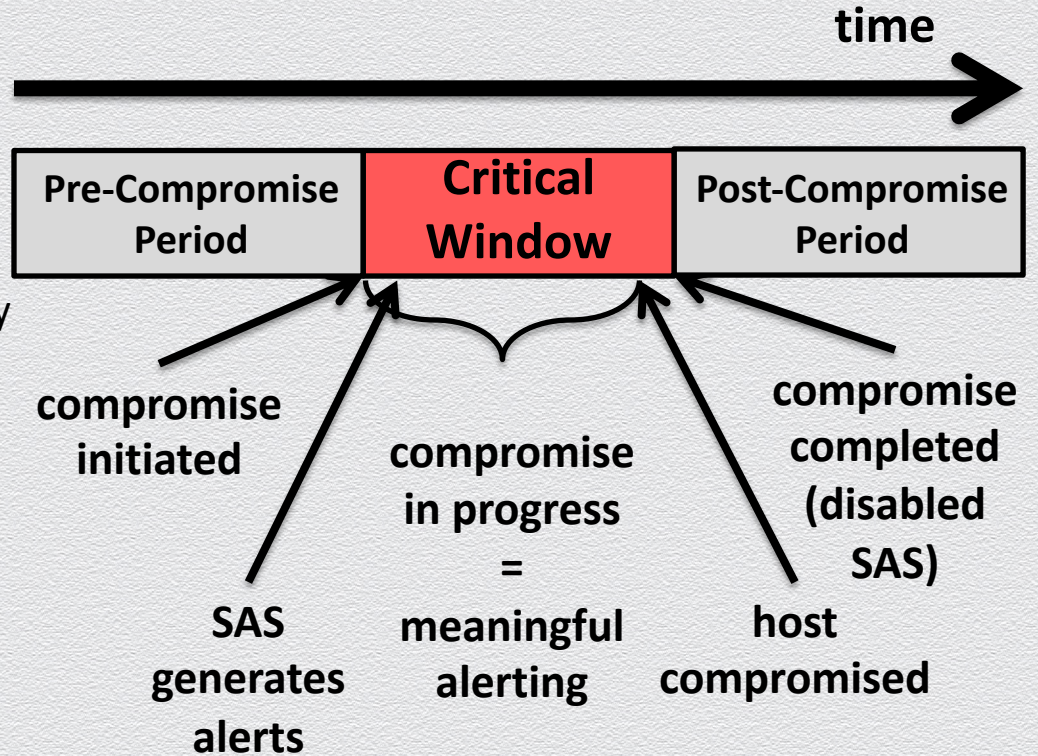 time
Pre-Compromise
Period
Critical
Window
Post-Compromise
Period
y
compromise
initiated
SAS
generates
alerts
compromise
in progress
=
meaningful
alerting
host
compromised
compromise
completed
(disabled
SAS)